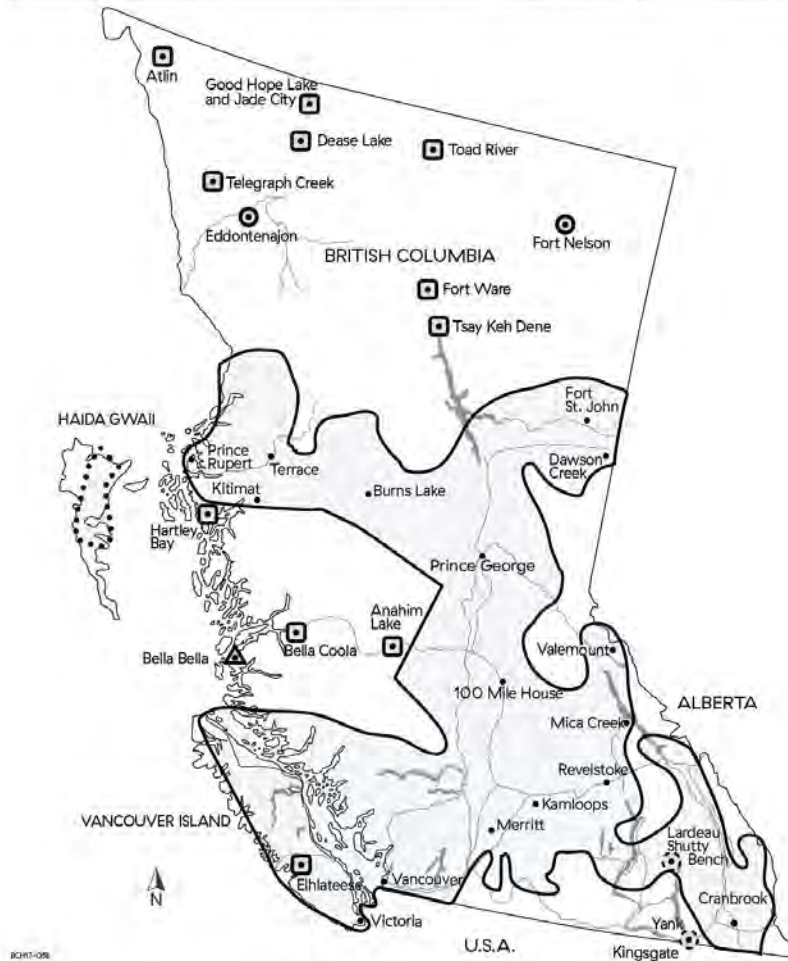 Atlin
Good Hope Lake
and Jade City
Dease Lake
Toad River
Telegraph Creek
Eddontenajon
Fort Nelson
BRITISH COLUMBIA
Fort Ware
Tsay Keh Dene
HAIDA GWAII
Fort
St. John
Prince
Rupert
Terrace
Dawson
Creek
Kitimat
Burns Lake
Hartley
Bay
Prince George
Anahim
Lake
Bella Coola
Bella Bella
Valemount
100 Mile House
ALBERTA
Mica Creek
Revelstoke
Kamloops
VANCOUVER ISLAND
Merritt
Lardeau
Shutty
Bench
Elhlateese
N
Vancouver
Cranbrook
Victoria
Yank
Kingsgate
U.S.A.